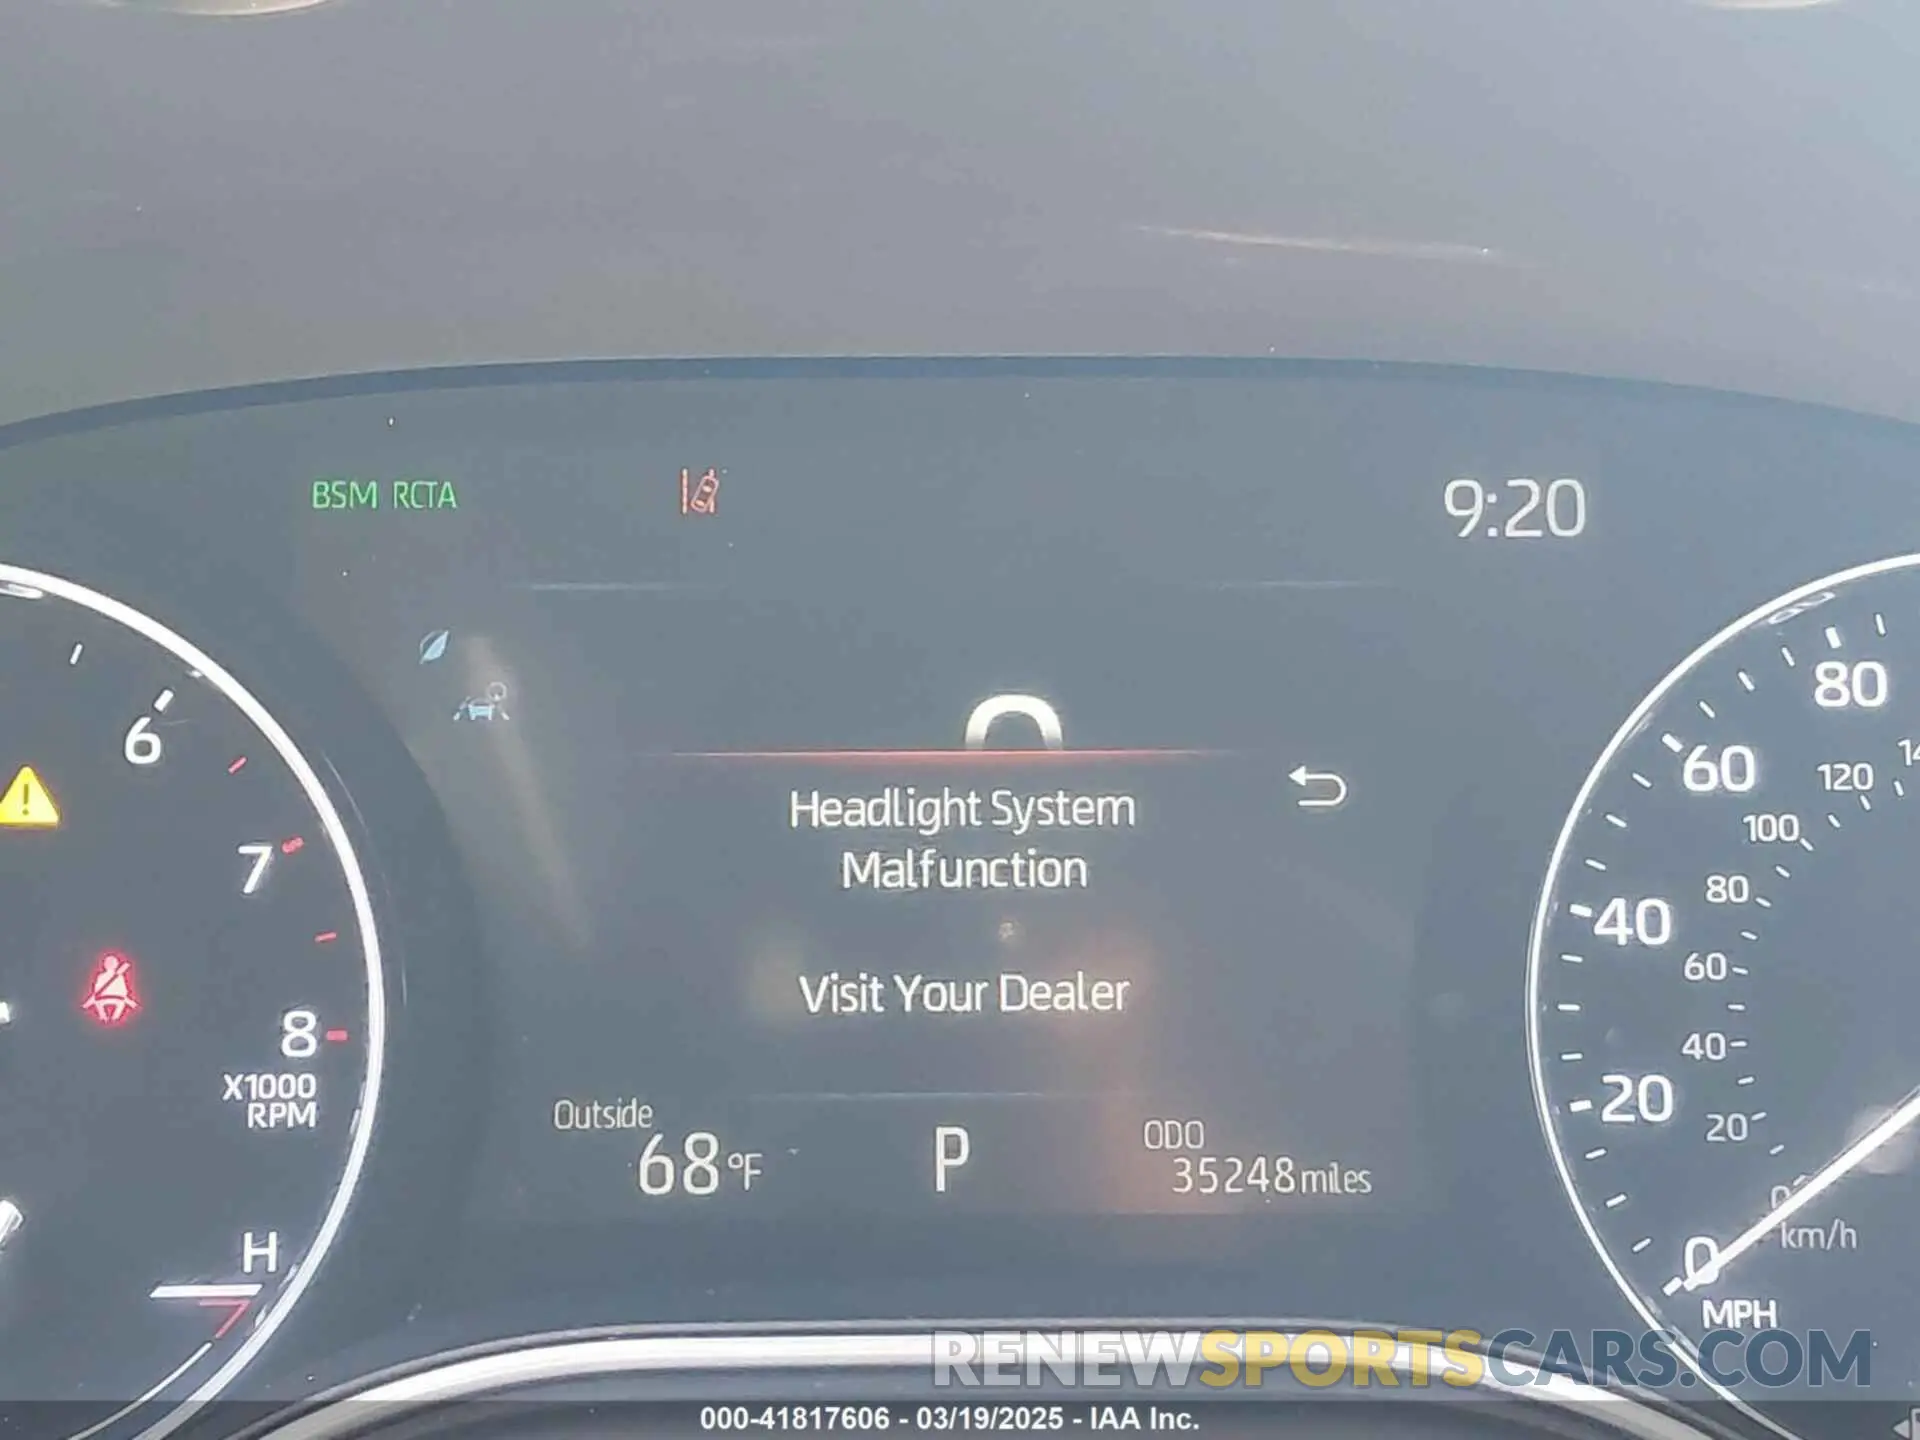 BSM RCTA
9:20
6
7
8
X1000
RPM
H
Headlight System
Malfunction
Visit Your Dealer
Outside
68°F
P
ODO
35248 miles
80
60
120
100
80
40
60
40
20
20
0
0
km/h
MPH
RENEWSPORTSCARS.COM
000-41817606 - 03/19/2025 - IAA Inc.